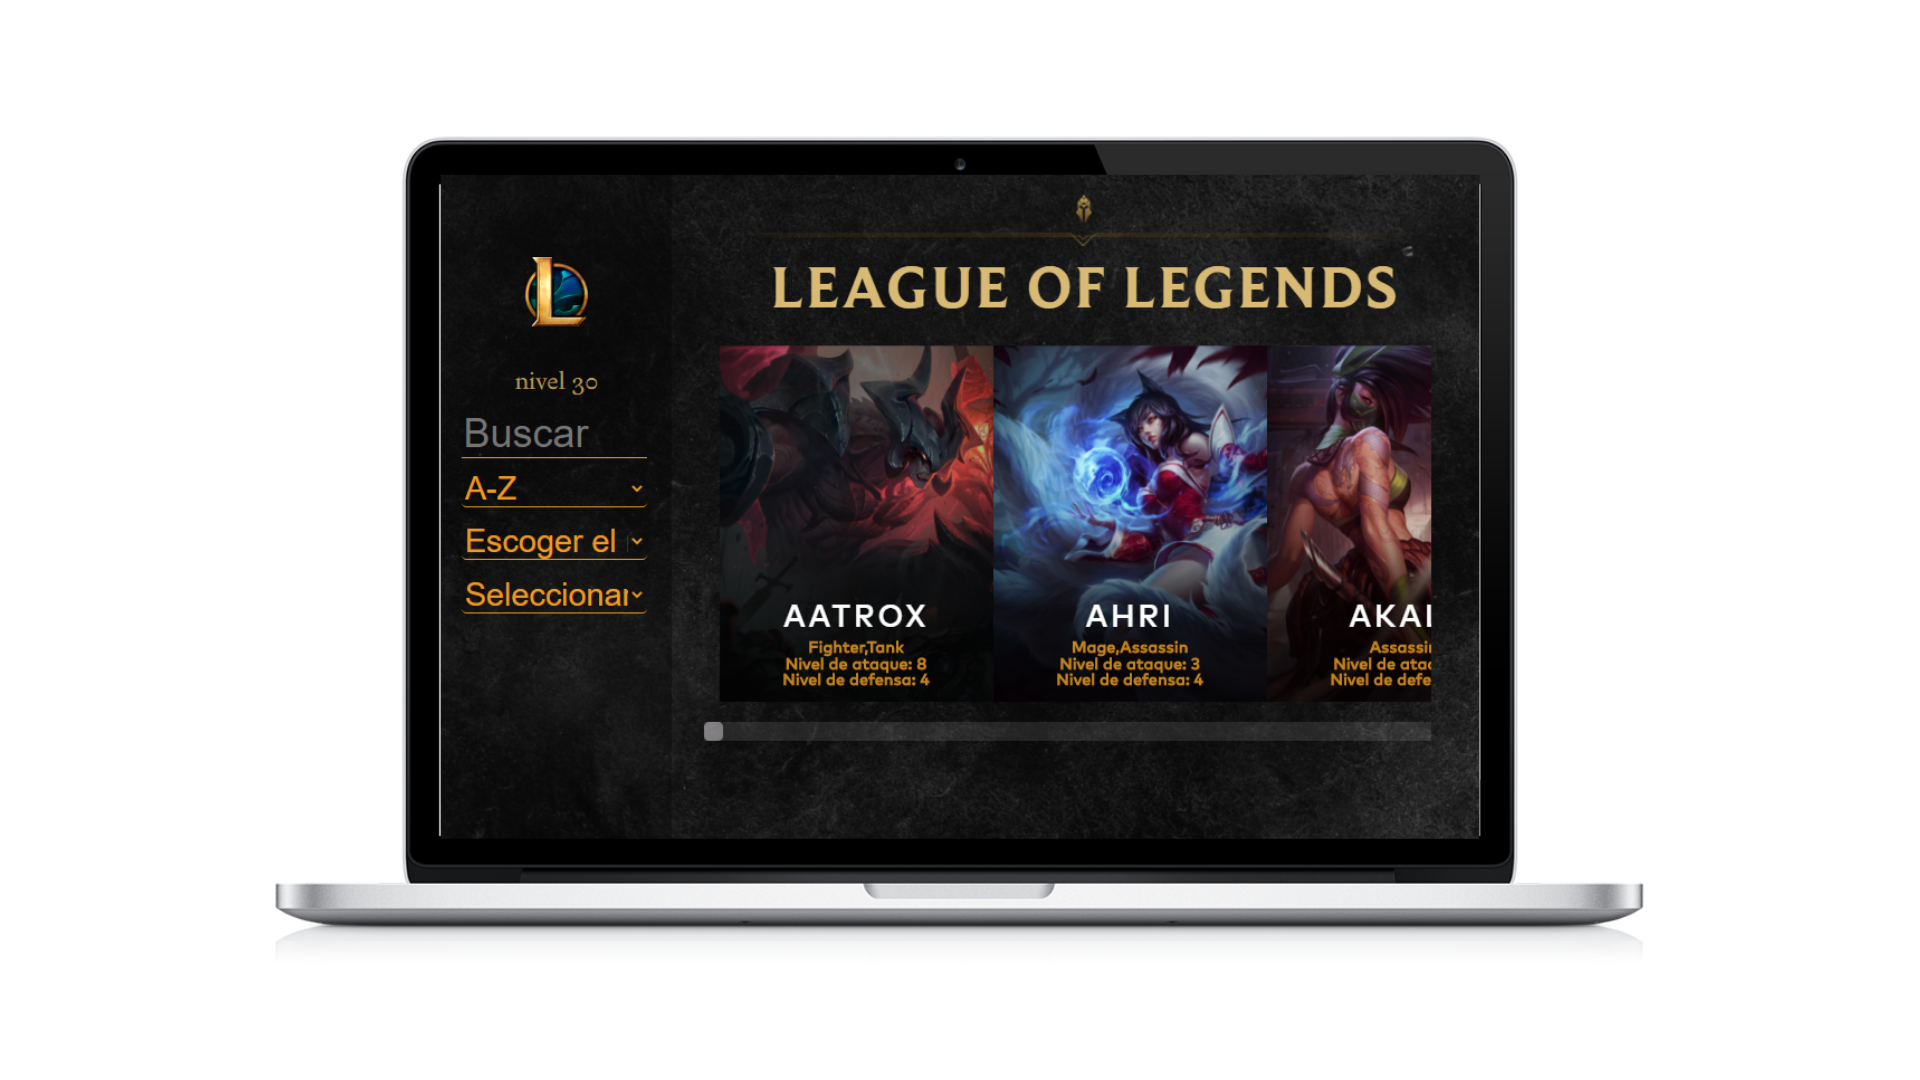 LEAGUE OF LEGENDS
L
nivel 30
Buscar
A-Z
Escoger el
Seleccionar
AATROX
Fighter,Tank
Nivel de ataque: 8
Nivel de defensa: 4
AHRI
Mage,Assassin
Nivel de ataque: 3
Nivel de defensa: 4
AKAI
Assassin
Nivel de ata
Nivel de defe